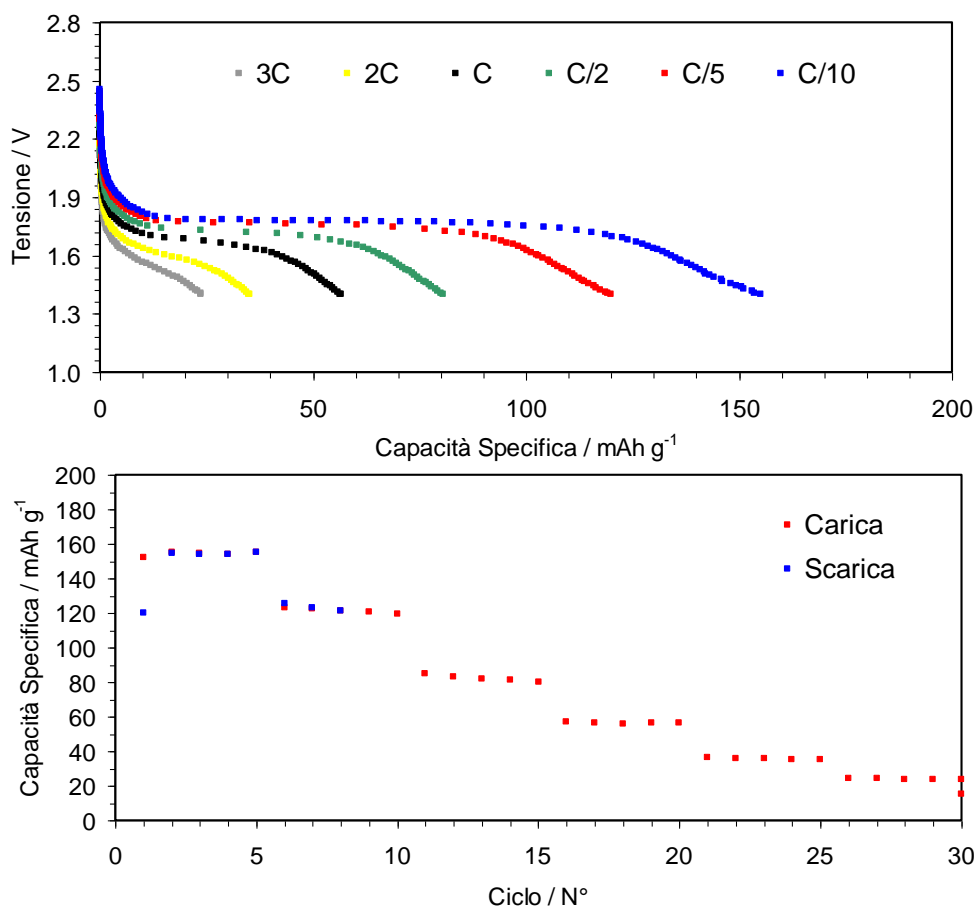 2.8
2.5
2.2
1.9
1.6
1.3
1.0
Tensione / V
3C 2C C C/2 C/5 C/10
0 50 100 150 200
Capacità Specifica / mAh g-1
200
180
160
140
120
100
80
60
40
20
0
Capacità Specifica / mAh g-1
Carica
Scarica
0 5 10 15 20 25 30
Ciclo / N°